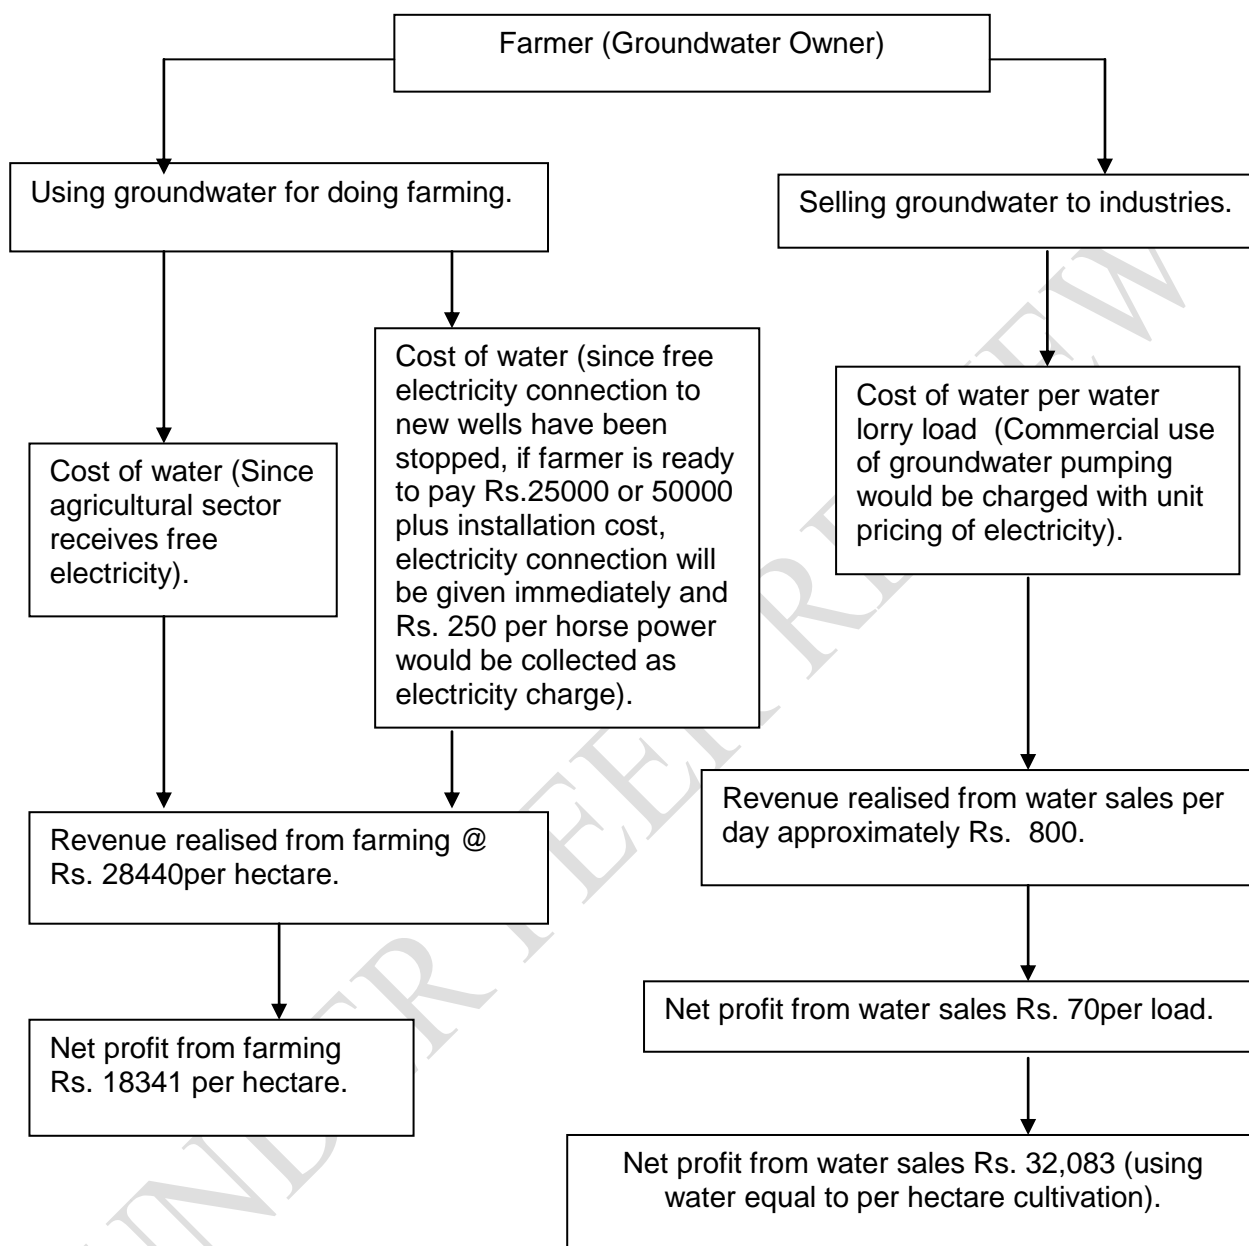 Farmer (Groundwater Owner)
Using groundwater for doing farming.
Selling groundwater to industries.
Cost of water (Since
agricultural sector
receives free
electricity).
Cost of water (since free
electricity connection to
new wells have been
stopped, if farmer is ready
to pay Rs.25000 or 50000
plus installation cost,
electricity connection will
be given immediately and
Rs. 250 per horse power
would be collected as
electricity charge).
Cost of water per water
lorry load  (Commercial use
of groundwater pumping
would be charged with unit
pricing of electricity).
Revenue realised from farming @
Rs. 28440per hectare.
Revenue realised from water sales per
day approximately Rs.  800.
Net profit from farming
Rs. 18341 per hectare.
Net profit from water sales Rs. 70per load.
Net profit from water sales Rs. 32,083 (using
water equal to per hectare cultivation).
UNDER PEER REVIEW